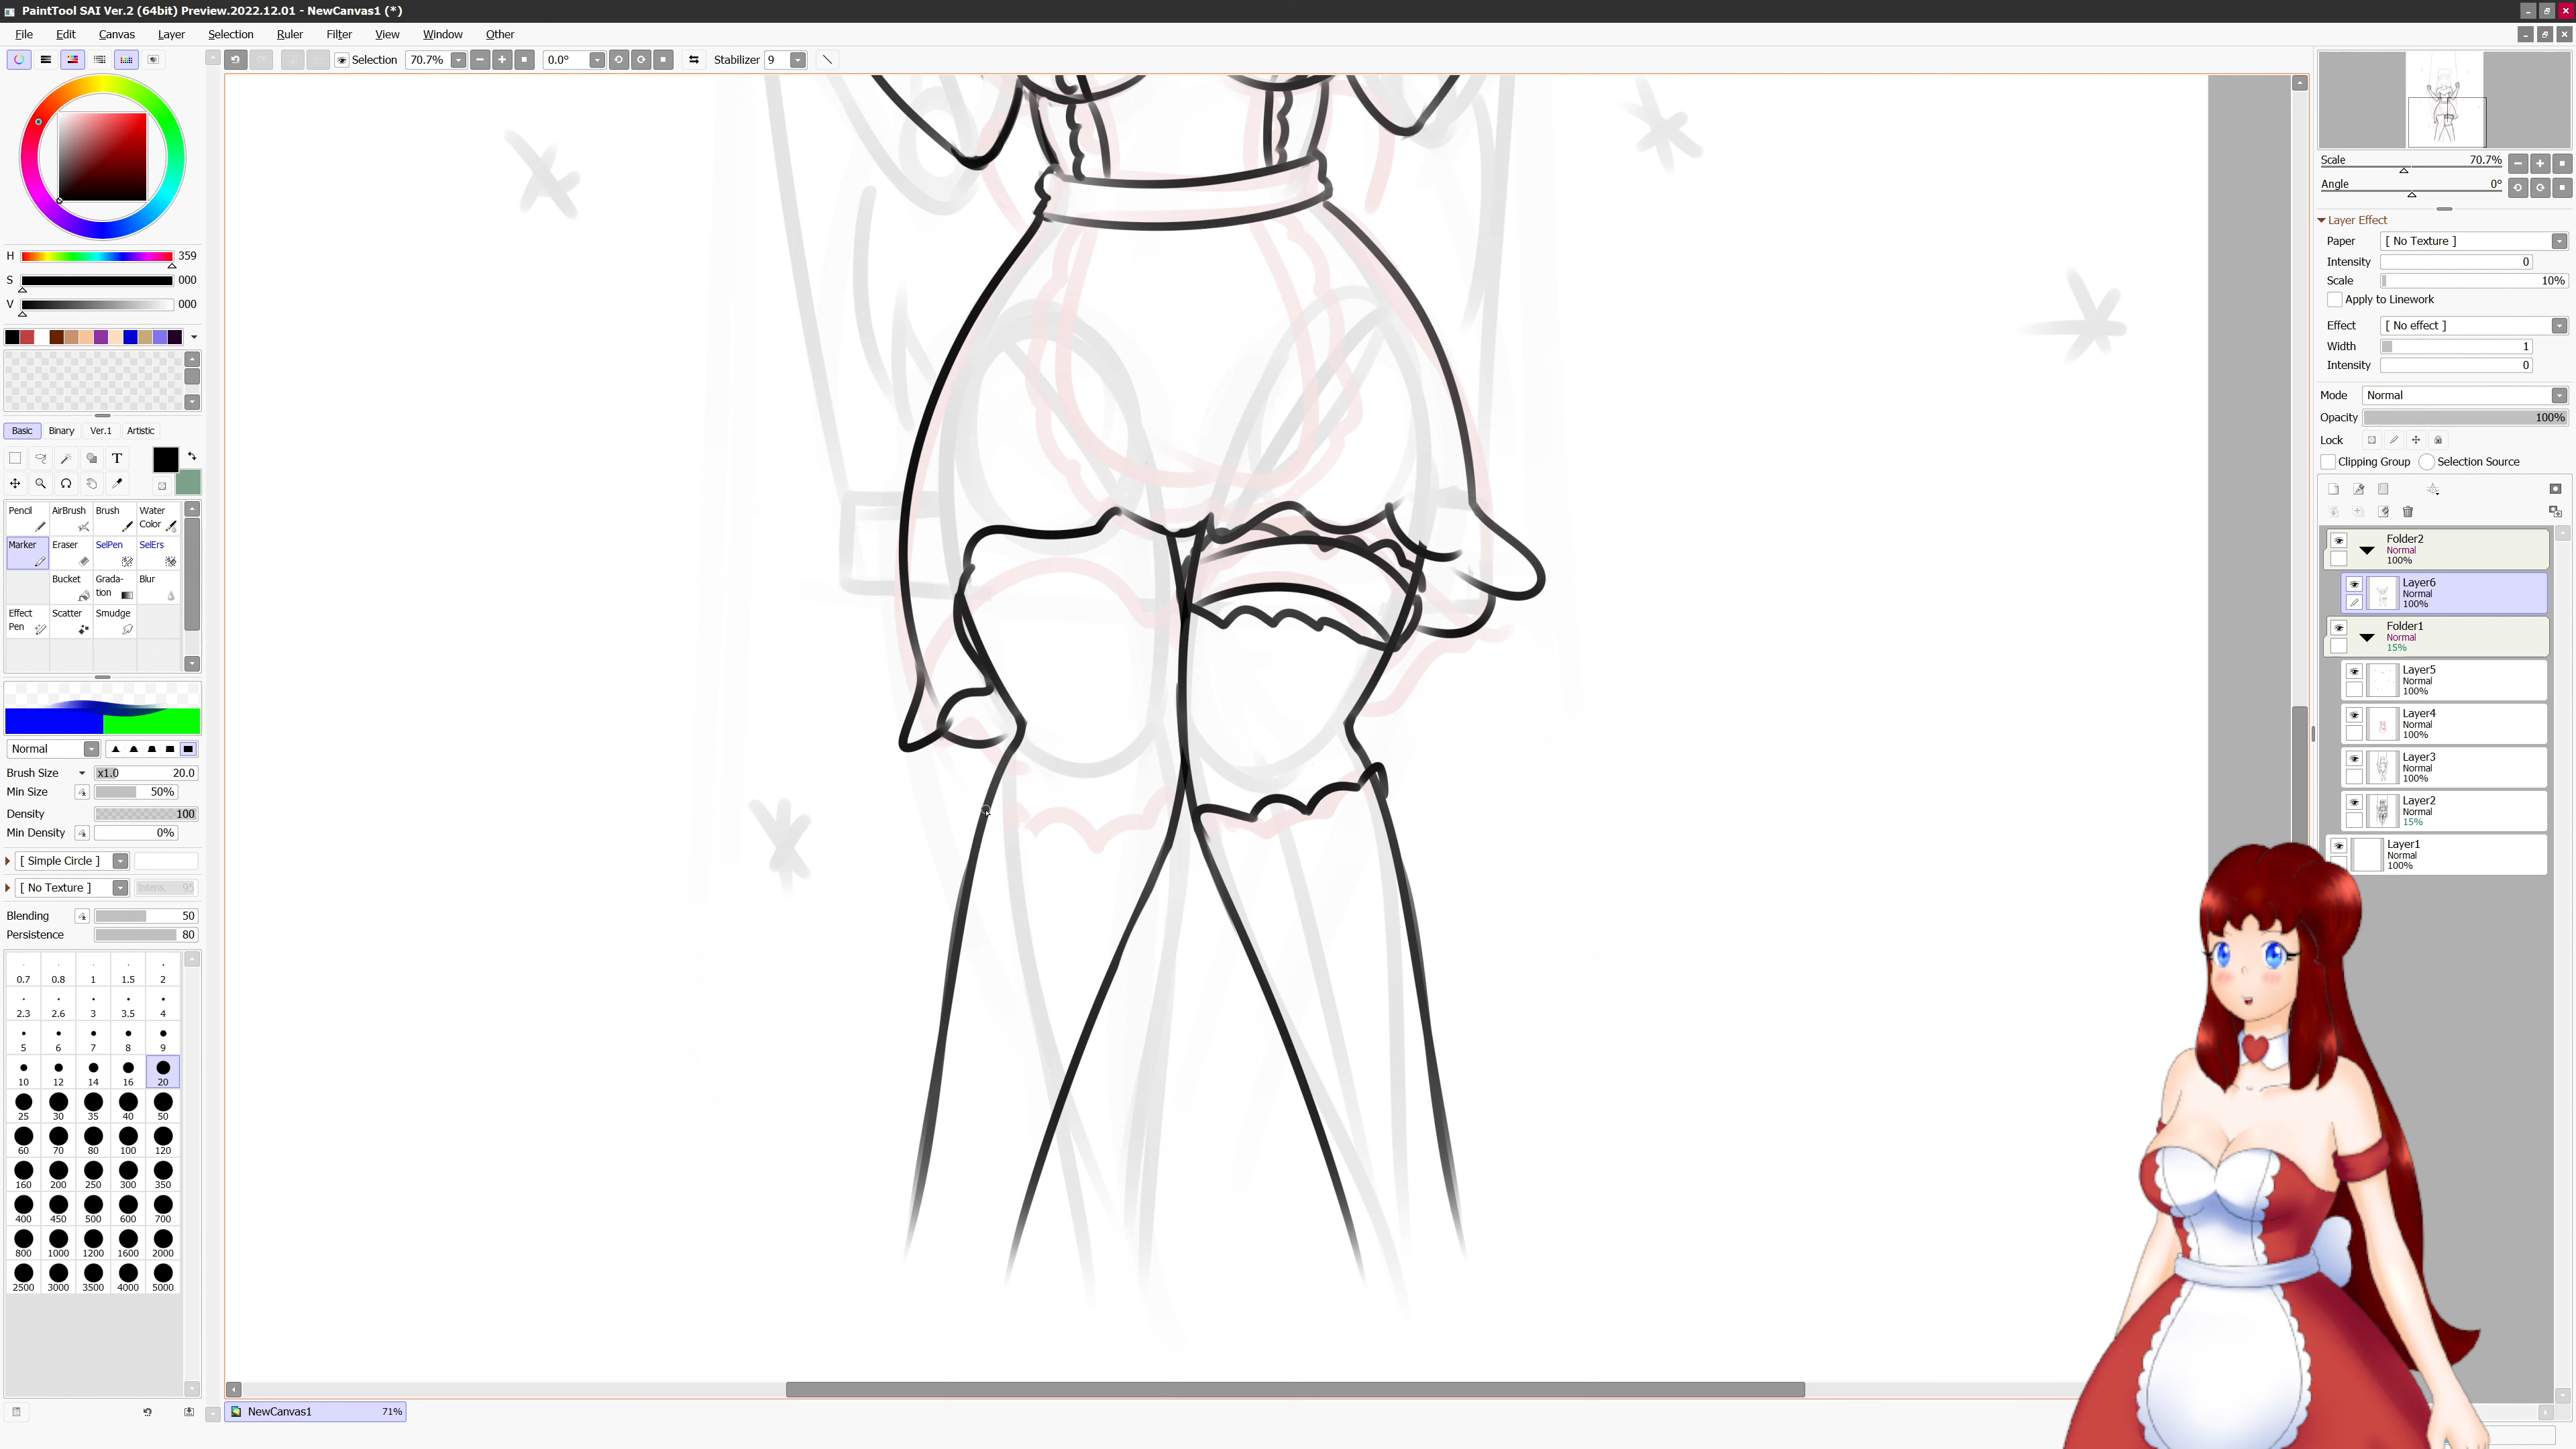 PaintTool SAI Ver.2 (64bit) Preview.2022.12.01 - NewCanvas1 (*)
File Edit Canvas Layer Selection Ruler Filter View Window Other
Selection 70.7% 0.0° Stabilizer 9
H 359
S 000
V 000
Basic Binary Ver.1 Artistic
T
Pencil AirBrush Brush Water Color
Marker Eraser SelPen SelErs
Bucket Grada-tion Blur
Effect Pen Scatter Smudge
Normal
Brush Size x1.0 20.0
Min Size 50%
Density 100
Min Density 0%
[ Simple Circle ]
[ No Texture ] Intens. 95
Blending 50
Persistence 80
0.7 0.8 1 1.5 2
2.3 2.6 3 3.5 4
5 6 7 8 9
10 12 14 16 20
25 30 35 40 50
60 70 80 100 120
160 200 250 300 350
400 450 500 600 700
800 1000 1200 1600 2000
2500 3000 3500 4000 5000
NewCanvas1 71%
Scale 70.7%
Angle 0°
Layer Effect
Paper [ No Texture ]
Intensity 0
Scale 10%
Apply to Linework
Effect [ No effect ]
Width 1
Intensity 0
Mode Normal
Opacity 100%
Lock
Clipping Group Selection Source
Folder2
Normal
100%
Layer6
Normal
100%
Folder1
Normal
15%
Layer5
Normal
100%
Layer4
Normal
100%
Layer3
Normal
100%
Layer2
Normal
15%
Layer1
Normal
100%